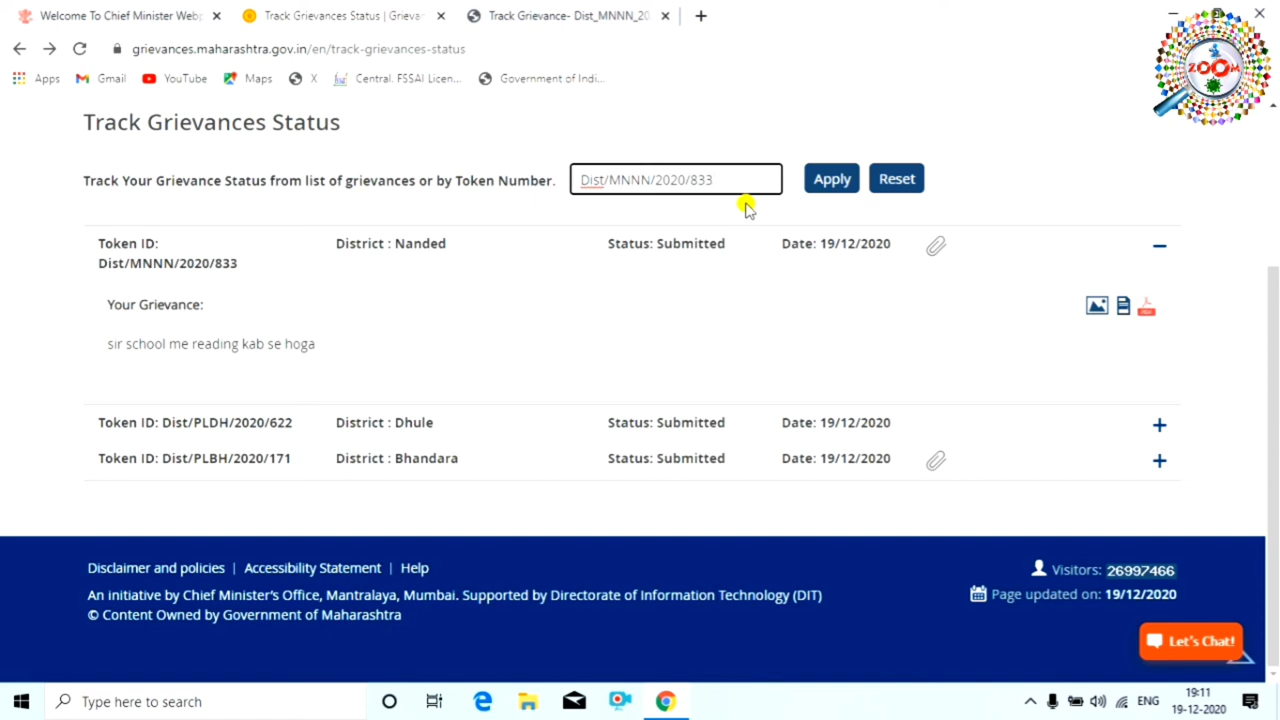 Welcome To Chief Minister Webp
Track Grievances Status | Grieva
Track Grievance- Dist_MNNN_20
grievances.maharashtra.gov.in/en/track-grievances-status
Apps
Gmail
YouTube
Maps
X
Central. FSSAI Licen...
Government of Indi...
ZOOM
Track Grievances Status
Track Your Grievance Status from list of grievances or by Token Number.
Dist/MNNN/2020/833
Apply
Reset
Token ID: Dist/MNNN/2020/833
District : Nanded
Status: Submitted
Date: 19/12/2020
Your Grievance:
sir school me reading kab se hoga
Token ID: Dist/PLDH/2020/622
District : Dhule
Status: Submitted
Date: 19/12/2020
Token ID: Dist/PLBH/2020/171
District : Bhandara
Status: Submitted
Date: 19/12/2020
Disclaimer and policies | Accessibility Statement | Help
An initiative by Chief Minister's Office, Mantralaya, Mumbai. Supported by Directorate of Information Technology (DIT)
© Content Owned by Government of Maharashtra
Visitors: 26997466
Page updated on: 19/12/2020
Let's Chat!
Type here to search
ENG
19:11
19-12-2020